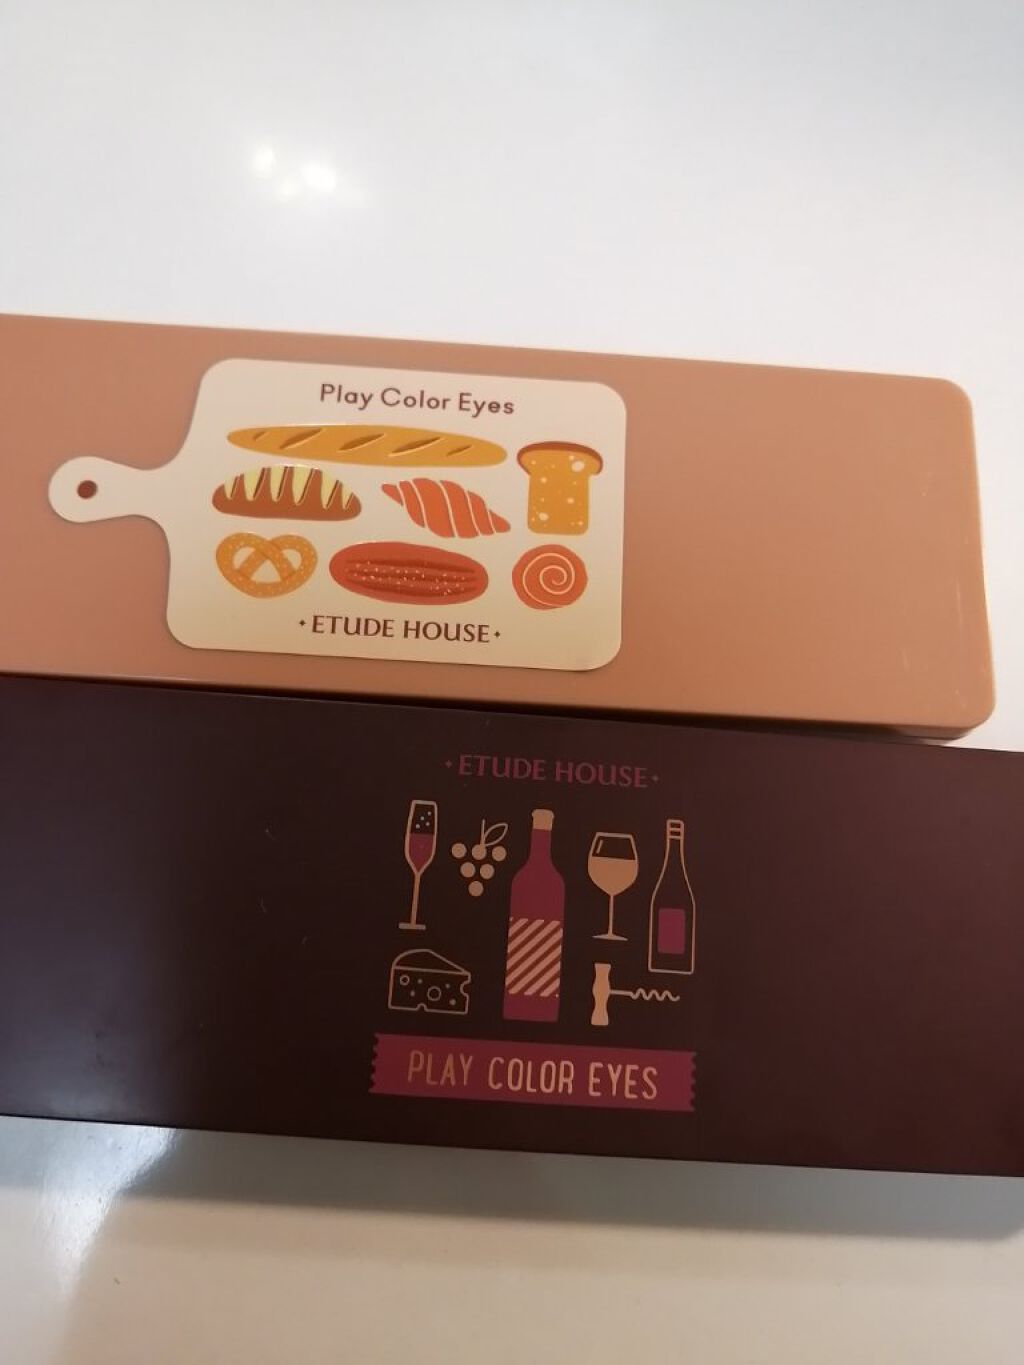 Play Color Eyes
ETUDE HOUSE
ETUDE HOUSE
PLAY COLOR EYES